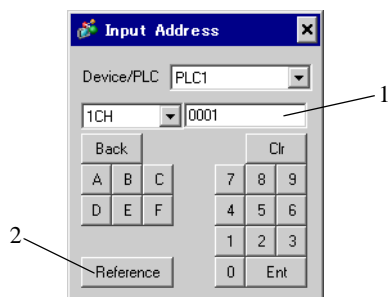 Input Address
Device/PLC PLC1
1CH 0001 1
Back Clr
A B C 7 8 9
D E F 4 5 6
1 2 3
2 Reference 0 Ent